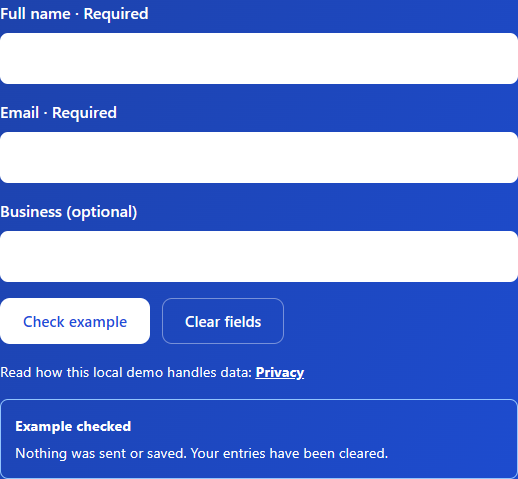 Full name · Required
Email · Required
Business (optional)
Check example
Clear fields
Read how this local demo handles data: Privacy
Example checked
Nothing was sent or saved. Your entries have been cleared.